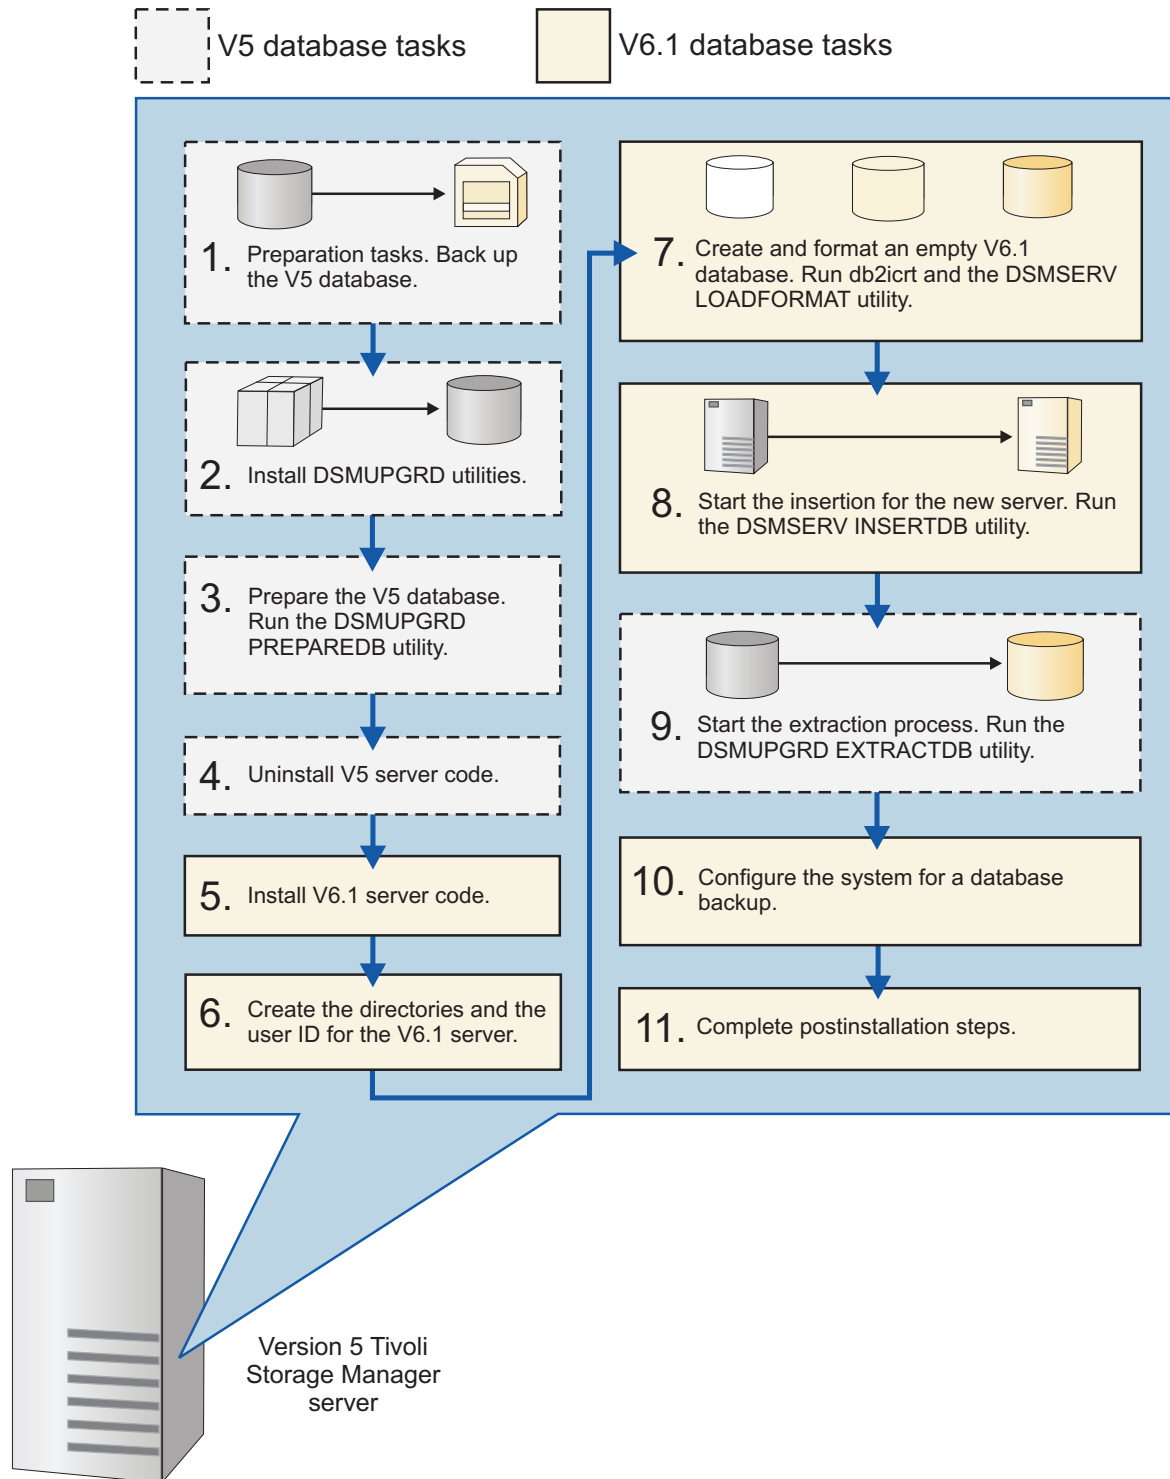 V5 database tasks
V6.1 database tasks
1. Preparation tasks. Back up
the V5 database.
2. Install DSMUPGRD utilities.
3. Prepare the V5 database.
Run the DSMUPGRD
PREPAREDB utility.
4. Uninstall V5 server code.
5. Install V6.1 server code.
6. Create the directories and the
user ID for the V6.1 server.
7. Create and format an empty V6.1
database. Run db2icrt and the DSMSERV
LOADFORMAT utility.
8. Start the insertion for the new server. Run
the DSMSERV INSERTDB utility.
9. Start the extraction process. Run the
DSMUPGRD EXTRACTDB utility.
10. Configure the system for a database
backup.
11. Complete postinstallation steps.
Version 5 Tivoli
Storage Manager
server